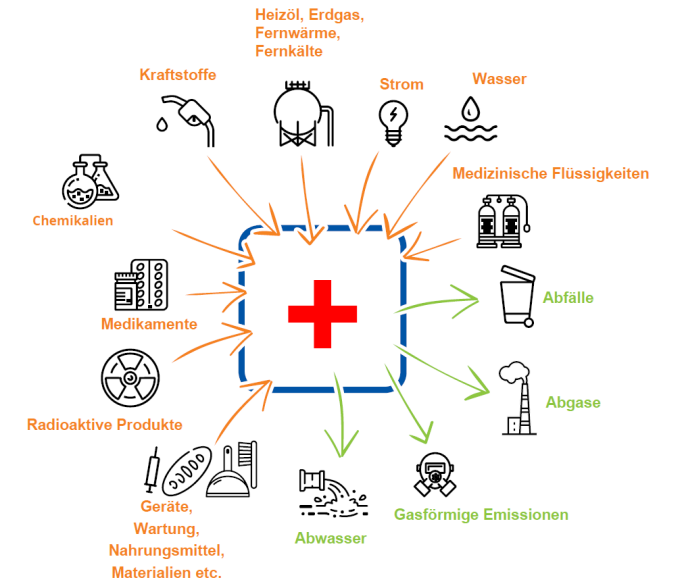 Heizöl, Erdgas,
Fernwärme,
Fernkälte
Kraftstoffe
Strom
Wasser
Medizinische Flüssigkeiten
Chemikalien
Abfälle
Medikamente
Abgase
Radioaktive Produkte
Geräte,
Wartung,
Nahrungsmittel,
Materialien etc.
Gasförmige Emissionen
Abwasser